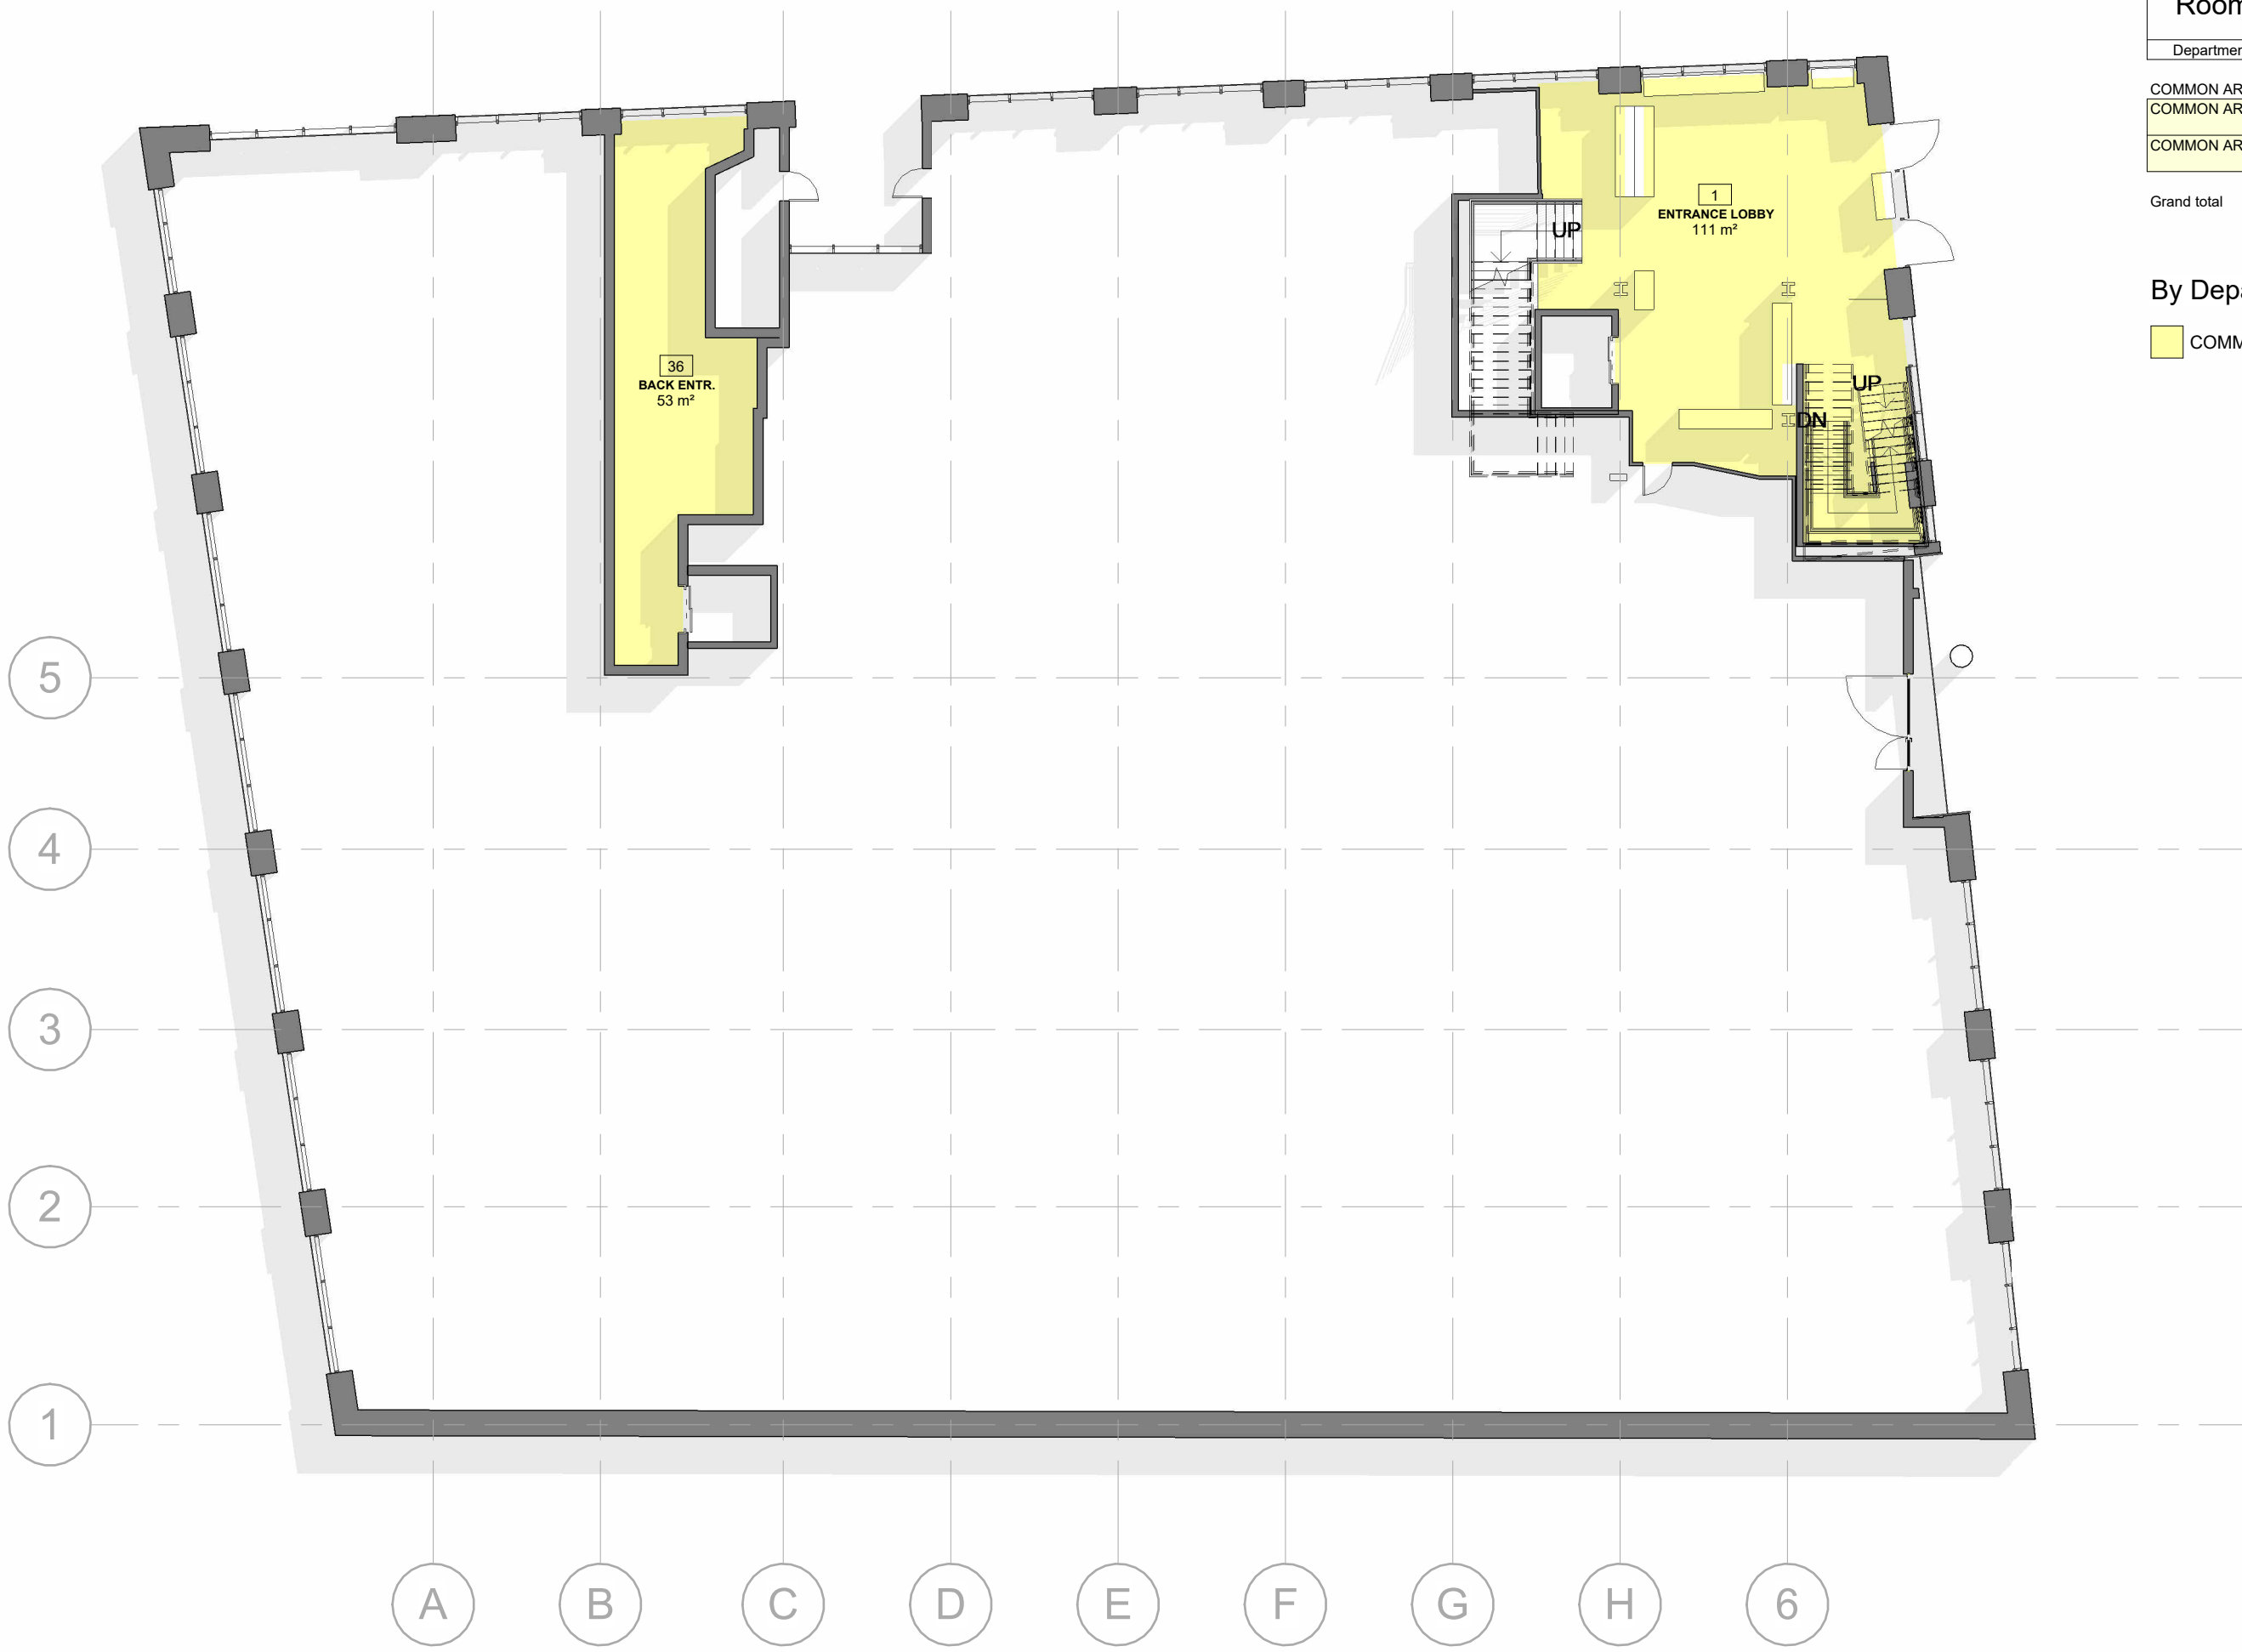 Room
Departmen
COMMON AR
COMMON AR
COMMON AR
Grand total
By Depa
COMM
1
ENTRANCE LOBBY
111 m²
UP
36
BACK ENTR.
53 m²
UP
DN
5
4
3
2
1
A
B
C
D
E
F
G
H
6